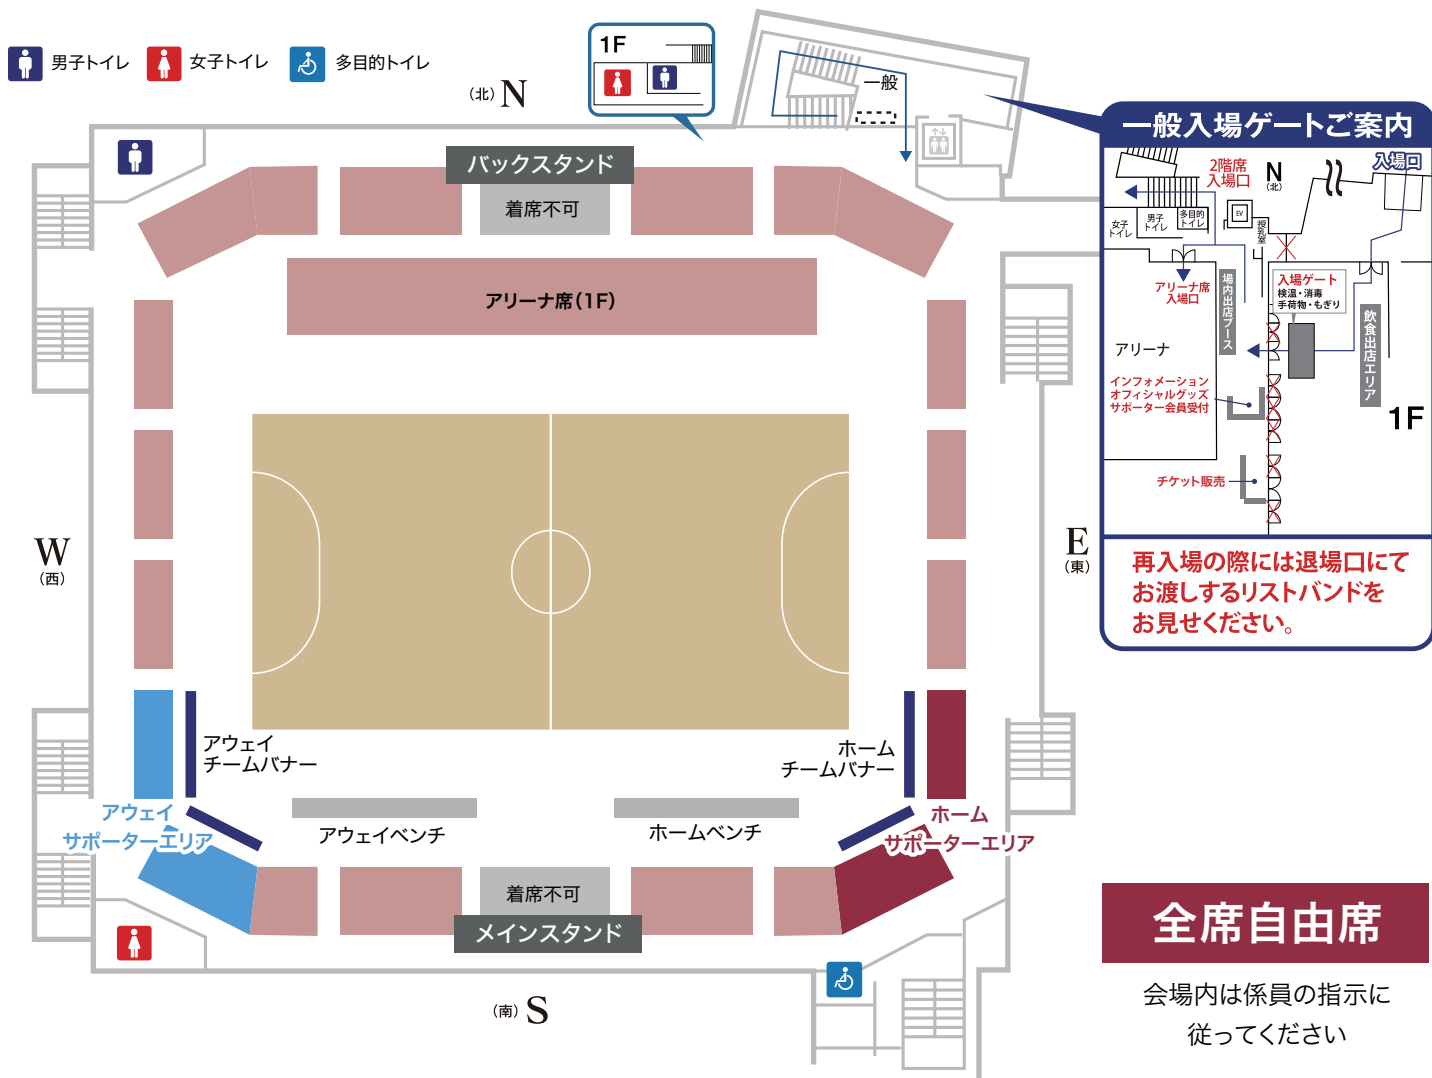 男子トイレ
女子トイレ
多目的トイレ
(北) N
1F
一般
バックスタンド
着席不可
アリーナ席(1F)
W
(西)
E
(東)
アウェイ
チームバナー
ホーム
チームバナー
アウェイ
サポーターエリア
アウェイベンチ
ホームベンチ
ホーム
サポーターエリア
着席不可
メインスタンド
(南) S
一般入場ゲートご案内
2階席
入場口
N
(北)
入場口
女子
トイレ
男子
トイレ
多目的
トイレ
EV
授乳室
アリーナ席
入場口
場内出店ブース
入場ゲート
検温・消毒
手荷物・もぎり
飲食出店エリア
アリーナ
インフォメーション
オフィシャルグッズ
サポーター会員受付
1F
チケット販売
再入場の際には退場口にて
お渡しするリストバンドを
お見せください。
全席自由席
会場内は係員の指示に
従ってください